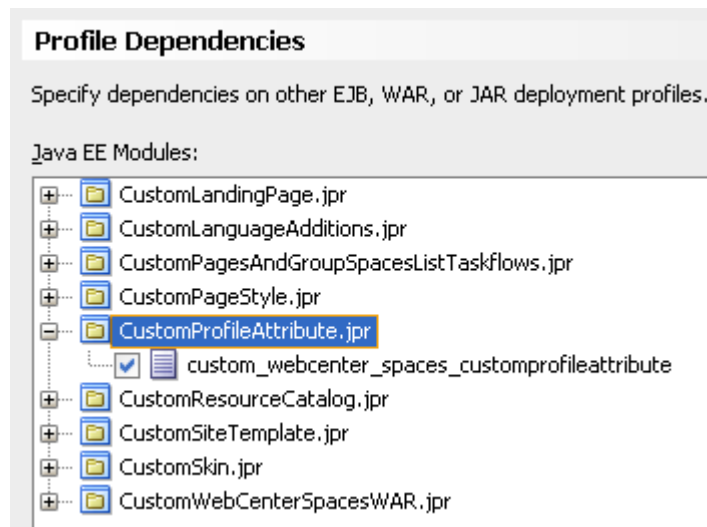 Profile Dependencies
Specify dependencies on other EJB, WAR, or JAR deployment profiles.
Java EE Modules:
CustomLandingPage.jpr
CustomLanguageAdditions.jpr
CustomPagesAndGroupSpacesListTaskflows.jpr
CustomPageStyle.jpr
CustomProfileAttribute.jpr
custom_webcenter_spaces_customprofileattribute
CustomResourceCatalog.jpr
CustomSiteTemplate.jpr
CustomSkin.jpr
CustomWebCenterSpacesWAR.jpr